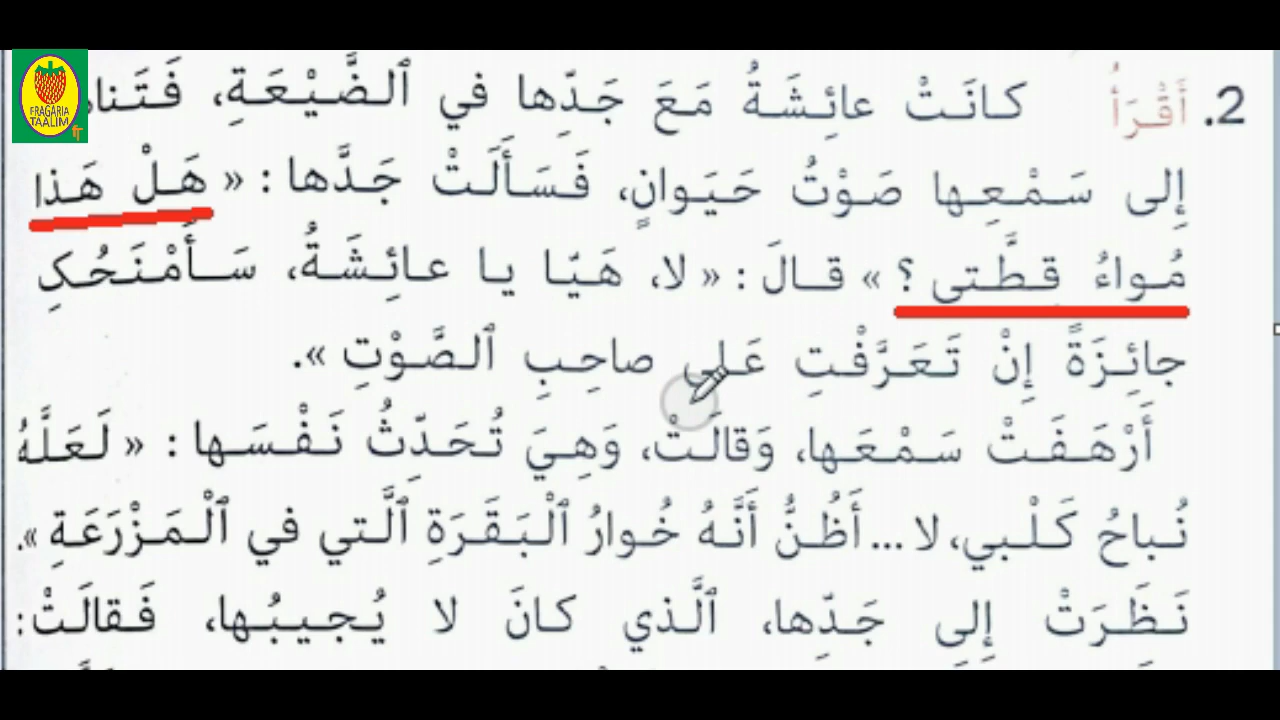 2. أَقْرَأُ كانَتْ عائِشَةُ مَعَ جَدِّها في ٱلضَّيْعَةِ، فَتَناه
إِلى سَمْعِها صَوْتُ حَيَوانٍ، فَسَأَلَتْ جَدَّها : « هَلْ هَذا
مُواءُ قِطَّتي ؟ » قالَ : « لا، هَيّا يا عائِشَةُ، سَأَمْنَحُكِ
جائِزَةً إِنْ تَعَرَّفْتِ عَلى صاحِبِ ٱلصَّوْتِ ».
أَرْهَفَتْ سَمْعَها، وَقالَتْ، وَهِيَ تُحَدِّثُ نَفْسَها : « لَعَلَّهُ
نُباحُ كَلْبي، لا ... أَظُنُّ أَنَّهُ خُوارُ ٱلْبَقَرَةِ ٱلَّتي في ٱلْمَزْرَعَةِ ».
نَظَرَتْ إِلى جَدِّها، ٱلَّذي كانَ لا يُجيبُها، فَقالَتْ:
FRAGARIA
TAALIM